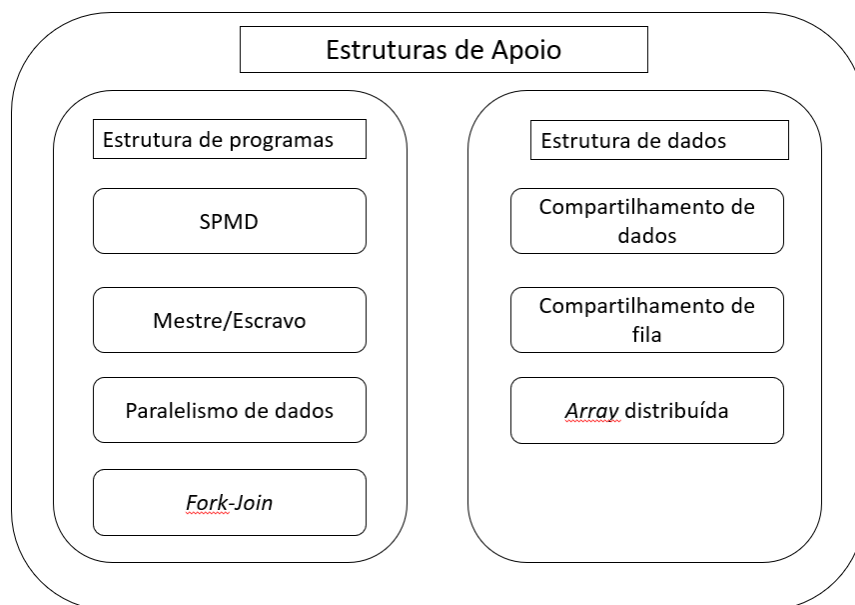 Estruturas de Apoio
Estrutura de programas
SPMD
Mestre/Escravo
Paralelismo de dados
Fork-Join
Estrutura de dados
Compartilhamento de
dados
Compartilhamento de
fila
Array distribuída